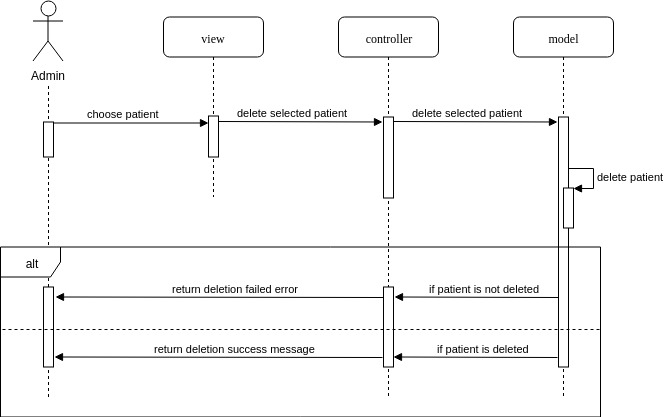 view
controller
model
Admin
choose patient
delete selected patient
delete selected patient
delete patient
alt
return deletion failed error
if patient is not deleted
return deletion success message
if patient is deleted